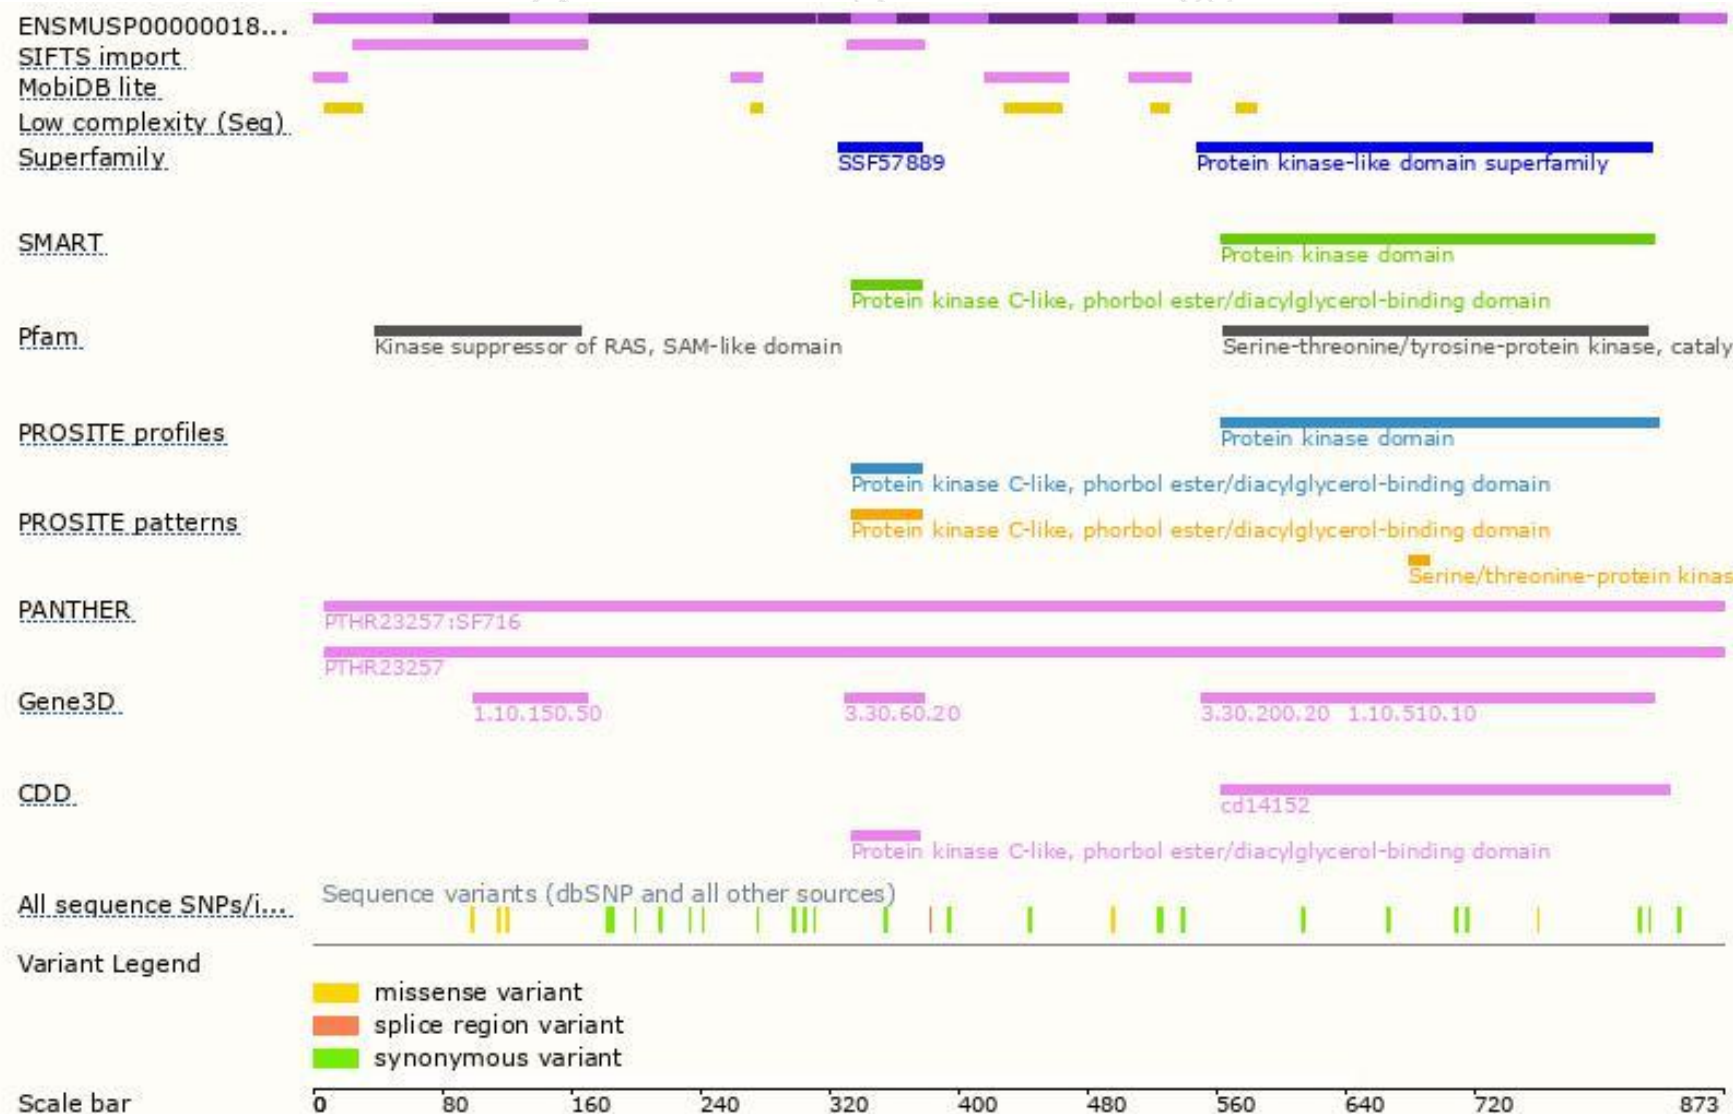 ENSMUSP00000018...
SIFTS import
MobiDB lite
Low complexity (Seg)
Superfamily
SSF57889
Protein kinase-like domain superfamily
SMART
Protein kinase domain
Protein kinase C-like, phorbol ester/diacylglycerol-binding domain
Pfam
Kinase suppressor of RAS, SAM-like domain
Serine-threonine/tyrosine-protein kinase, cataly
PROSITE profiles
Protein kinase domain
Protein kinase C-like, phorbol ester/diacylglycerol-binding domain
PROSITE patterns
Protein kinase C-like, phorbol ester/diacylglycerol-binding domain
Serine/threonine-protein kinas
PANTHER
PTHR23257:SF716
PTHR23257
Gene3D
1.10.150.50
3.30.60.20
3.30.200.20 1.10.510.10
CDD
cd14152
Protein kinase C-like, phorbol ester/diacylglycerol-binding domain
All sequence SNPs/i...
Sequence variants (dbSNP and all other sources)
Variant Legend
missense variant
splice region variant
synonymous variant
Scale bar
0 80 160 240 320 400 480 560 640 720 873